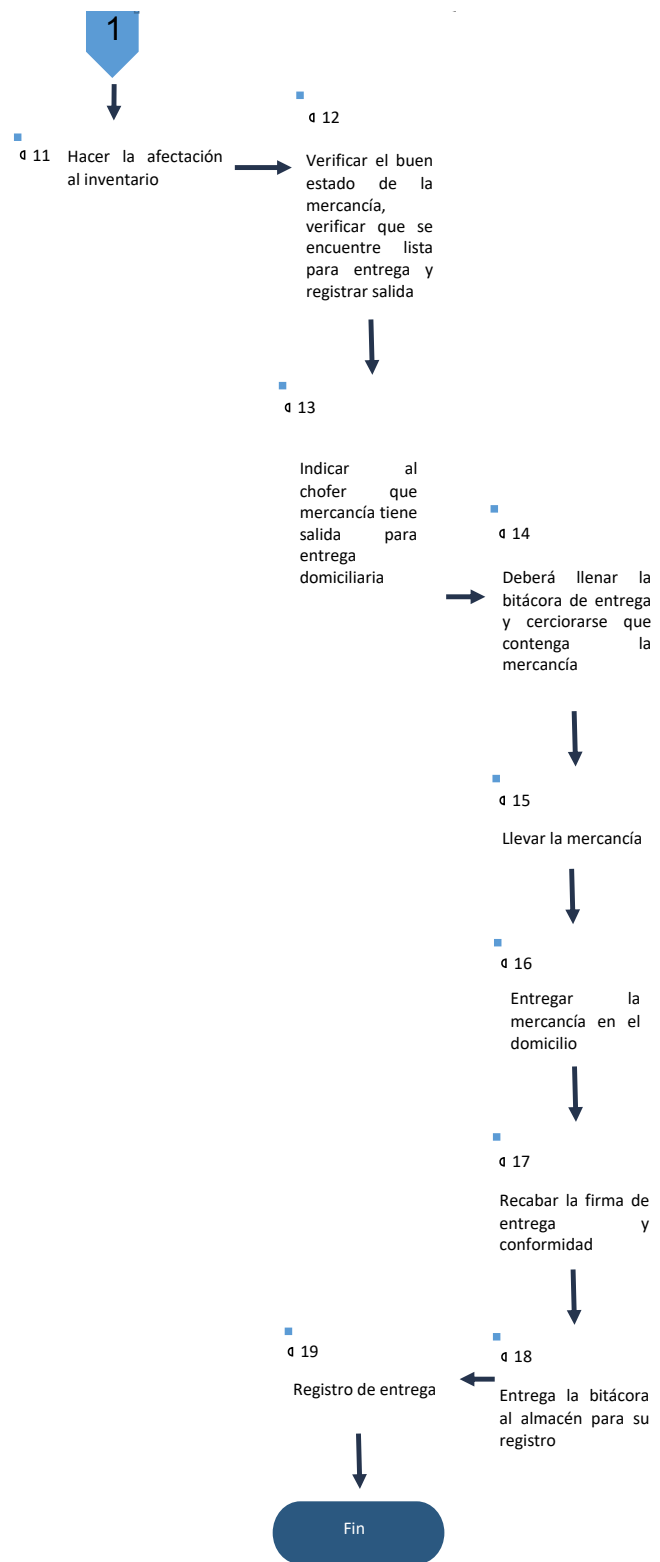 1
11 Hacer la afectación
al inventario
12
Verificar el buen
estado de la
mercancía,
verificar que se
encuentre lista
para entrega y
registrar salida
13
Indicar al
chofer que
mercancía tiene
salida para
entrega
domiciliaria
14
Deberá llenar la
bitácora de entrega
y cerciorarse que
contenga la
mercancía
15
Llevar la mercancía
16
Entregar la
mercancía en el
domicilio
17
Recabar la firma de
entrega y
conformidad
18
Entrega la bitácora
al almacén para su
registro
19
Registro de entrega
Fin